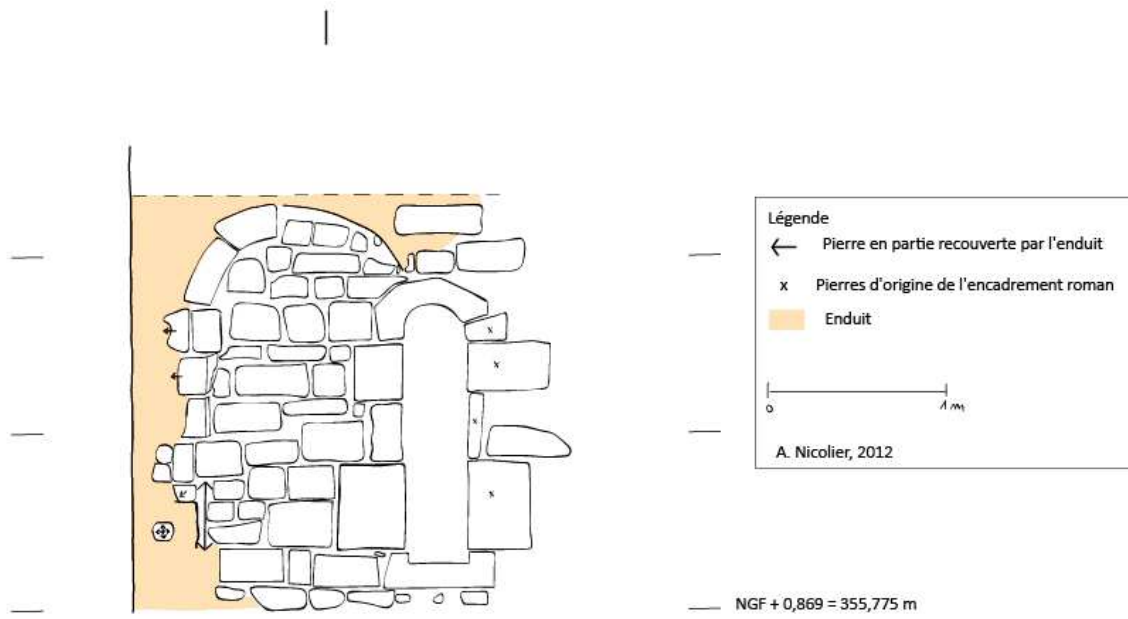 Légende
Pierre en partie recouverte par l'enduit
x Pierres d'origine de l'encadrement roman
Enduit
0 1 m
A. Nicolier, 2012
x
x
x
x
NGF + 0,869 = 355,775 m